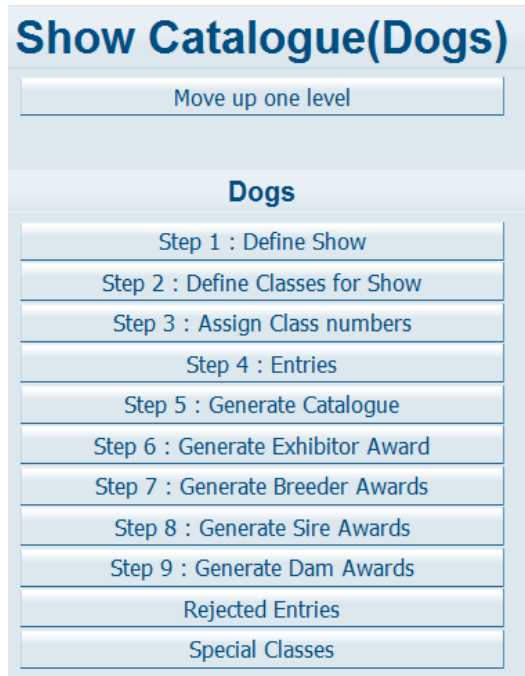 Show Catalogue(Dogs)
Move up one level
Dogs
Step 1 : Define Show
Step 2 : Define Classes for Show
Step 3 : Assign Class numbers
Step 4 : Entries
Step 5 : Generate Catalogue
Step 6 : Generate Exhibitor Award
Step 7 : Generate Breeder Awards
Step 8 : Generate Sire Awards
Step 9 : Generate Dam Awards
Rejected Entries
Special Classes